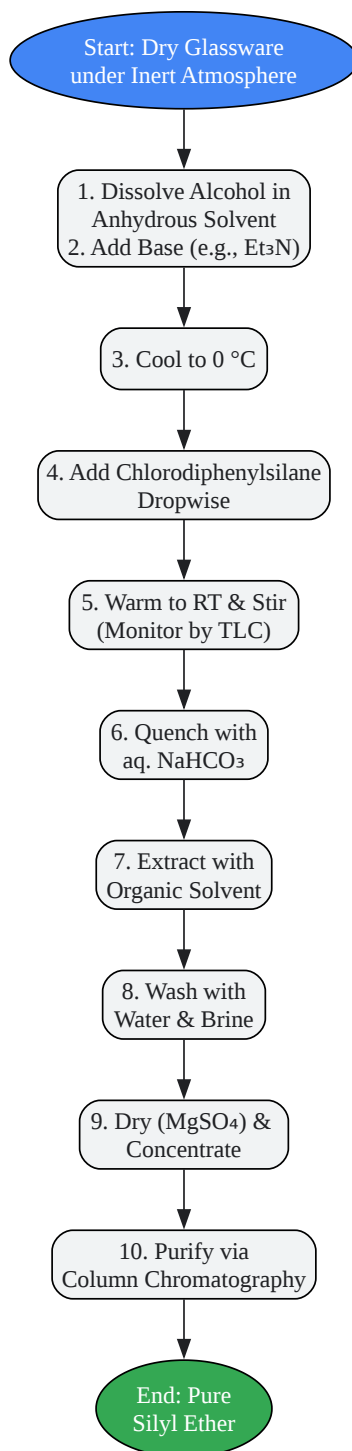 Start: Dry Glassware
under Inert Atmosphere
1. Dissolve Alcohol in
Anhydrous Solvent
2. Add Base (e.g., Et₃N)
3. Cool to 0 °C
4. Add Chlorodiphenylsilane
Dropwise
5. Warm to RT & Stir
(Monitor by TLC)
6. Quench with
aq. NaHCO₃
7. Extract with
Organic Solvent
8. Wash with
Water & Brine
9. Dry (MgSO₄) &
Concentrate
10. Purify via
Column Chromatography
End: Pure
Silyl Ether